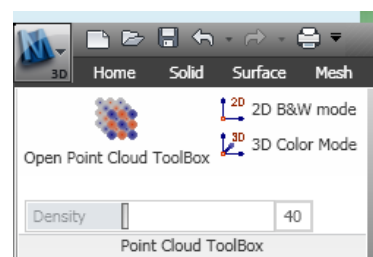 3D
Home Solid Surface Mesh
2D 2D B&W mode
Open Point Cloud ToolBox
3D 3D Color Mode
Density 40
Point Cloud ToolBox